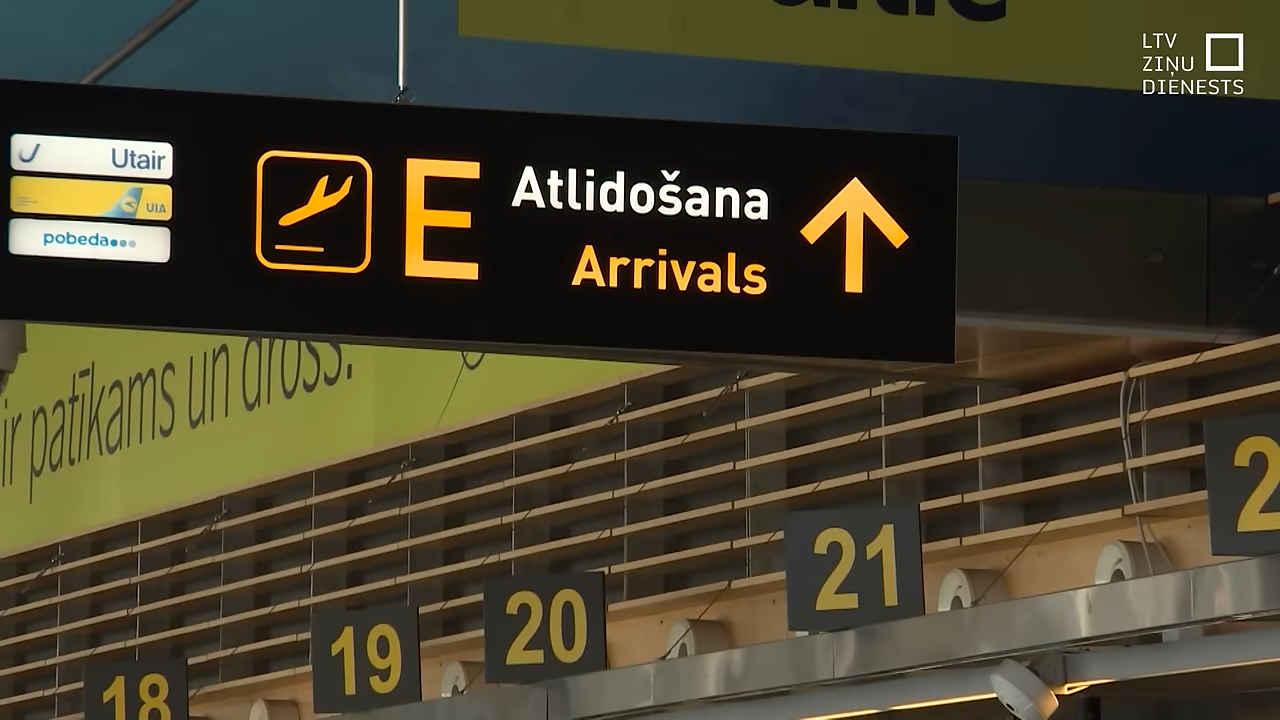 LTV
ZIŅU
DIENESTS
Utair
UIA
pobeda
E
Atlidošana
Arrivals
ir patīkams un drošs.
18
19
20
21
2